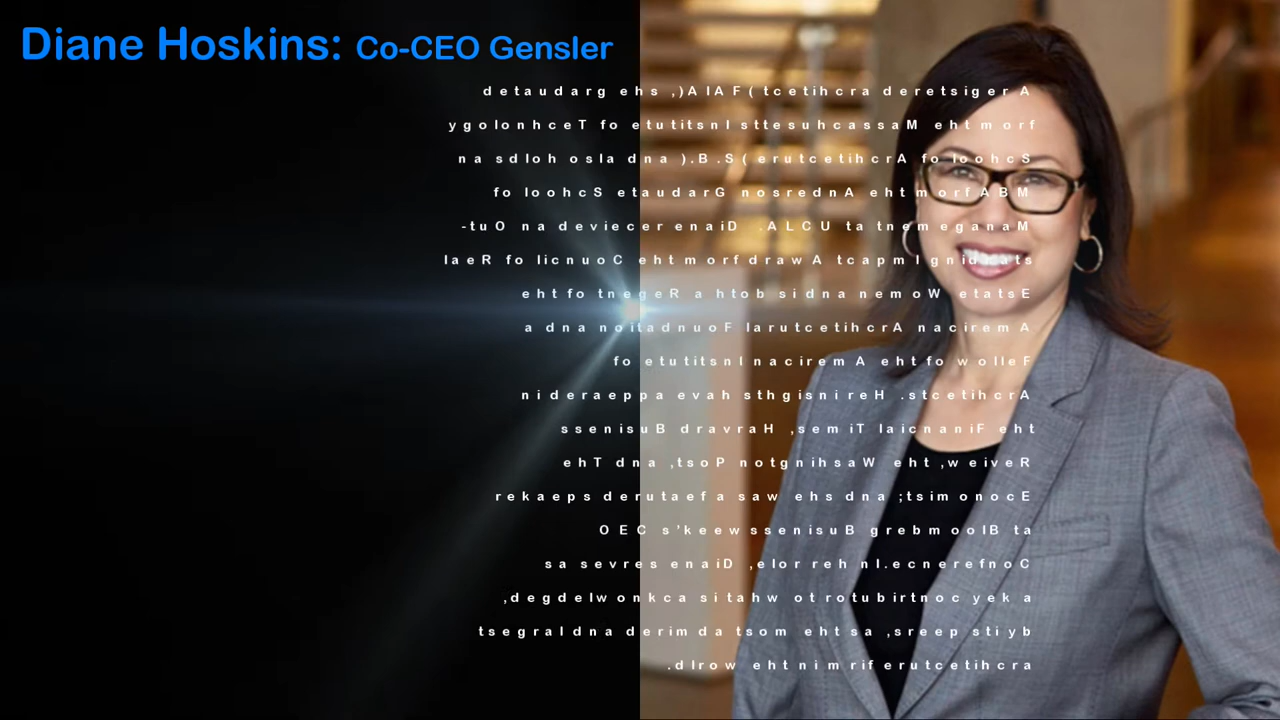 Diane Hoskins: Co-CEO Gensler
detaudarg ehs ,)AIAF( tcetihcra deretsiger A
ygolonhceT fo etutitsnI sttesuhcassaM eht morf
na sdloh osla dna ).B.S( erutcetihcrA fo loohcS
fo loohcS etaudarG nosrednA eht morf ABM
-tuO na deviecer enaiD .ALCU ta tnemeganaM
laeR fo licnuoC eht morf drawA tcapmI gnidnats
eht fo tnegeR a htob si dna nemoW etatsE
a dna noitadnuoF larutcetihcrA naciremA
fo etutitsnI naciremA eht fo wolleF
ni deraeppa evah sthgisni reH .stcetihcrA
ssenisuB dravraH ,semiT laicnaniF eht
ehT dna ,tsoP notgnihsaW eht ,weiveR
rekaeps derutaef a saw ehs dna ;tsimonocE
OEC s’keewssenisuB grebmoolB ta
sa sevres enaiD ,elor reh nI.ecnerefnoC
,degdelwonkca si tahw ot rotubirtnoc yek a
tsegral dna derimda tsom eht sa ,sreep sti yb
.dlrow eht ni mrif erutcetihcra